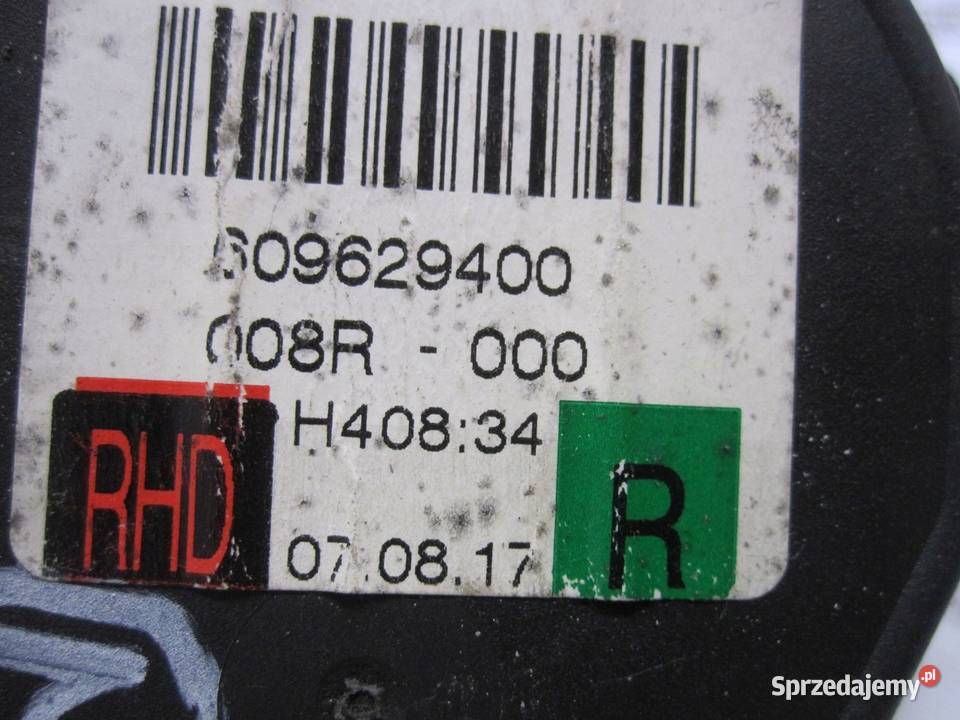 609629400
008R - 000
H408:34
RHD
R
07.08.17
Sprzedajemy.pl